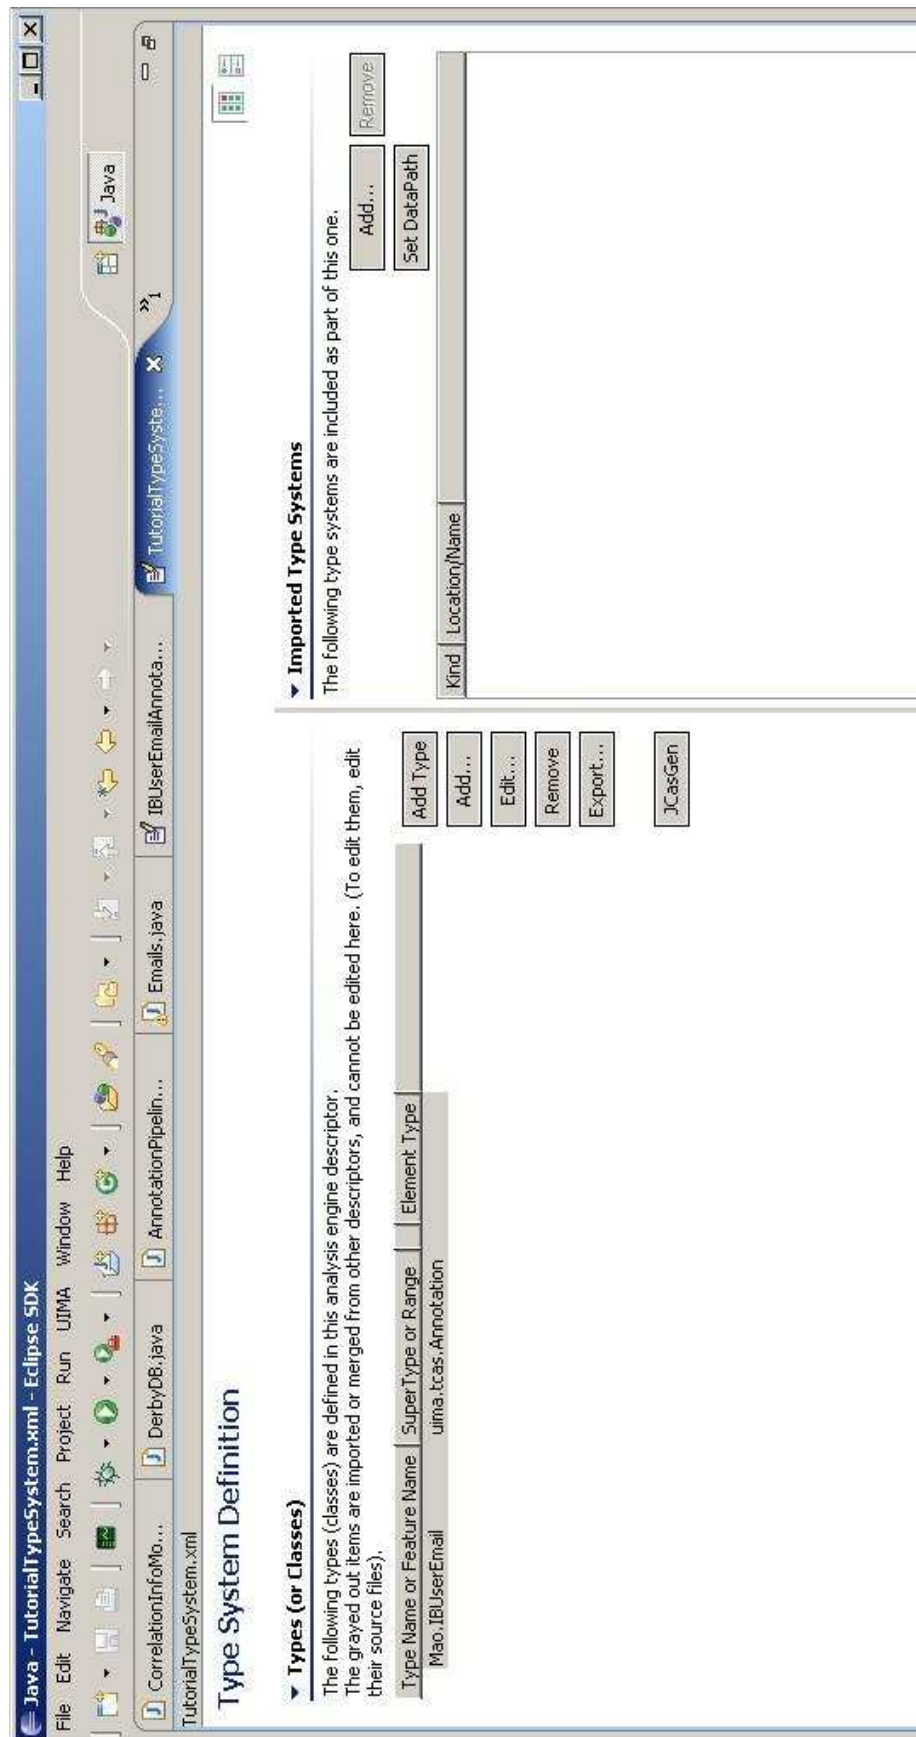 Java - TutorialTypeSystem.xml - Eclipse SDK
File Edit Navigate Search Project Run UIMA Window Help
Java
CorrelationInfoMo... DerbyDB.java AnnotationPipelin... Emails.java IBUserEmailAnnota... TutorialTypeSyste... »1
TutorialTypeSystem.xml
Type System Definition
Types (or Classes)
The following types (classes) are defined in this analysis engine descriptor.
The grayed out items are imported or merged from other descriptors, and cannot be edited here. (To edit them, edit
their source files).
Type Name or Feature Name SuperType or Range Element Type
Mao.IBUserEmail uima.tcas.Annotation
Add Type
Add...
Edit...
Remove
Export...
JCasGen
Imported Type Systems
The following type systems are included as part of this one.
Add... Remove
Set DataPath
Kind Location/Name